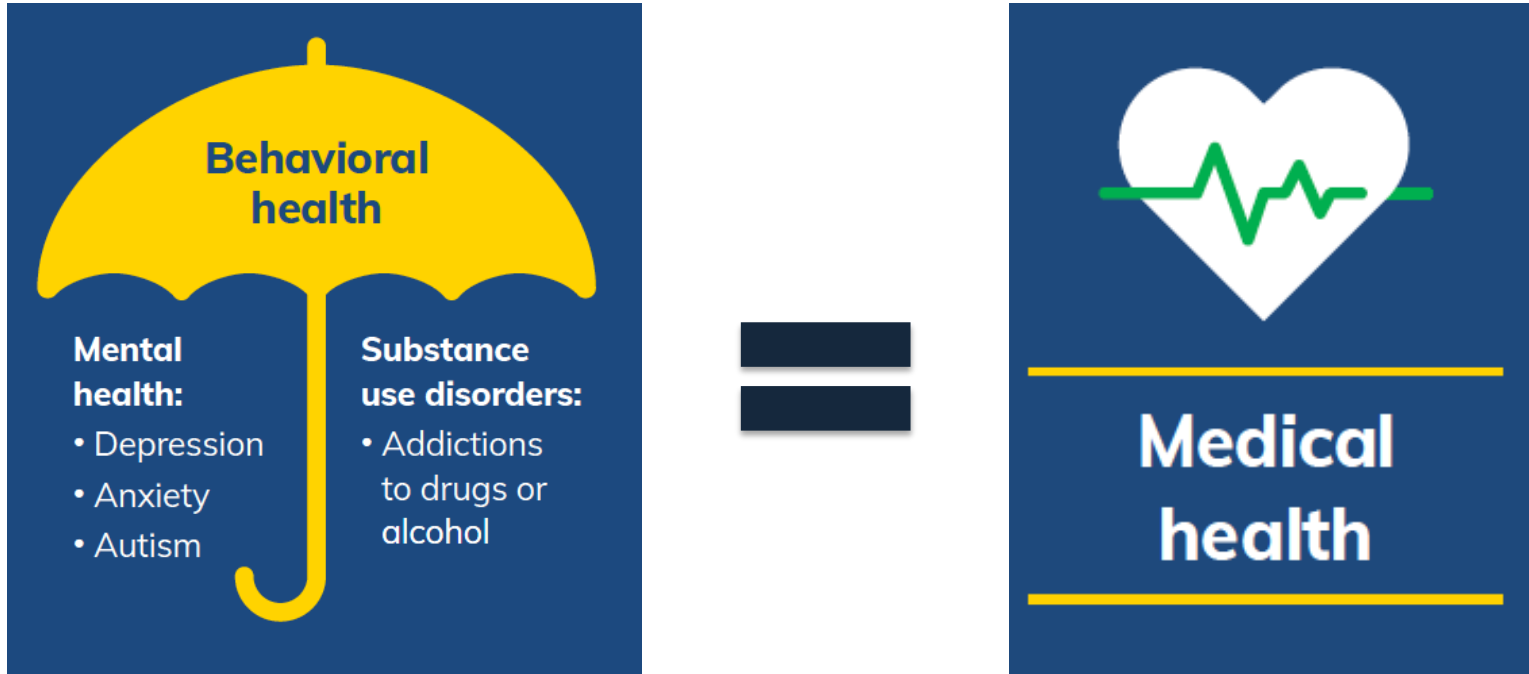 Behavioral
health
Mental
health:
• Depression
• Anxiety
• Autism
Substance
use disorders:
• Addictions
to drugs or
alcohol
Medical
health